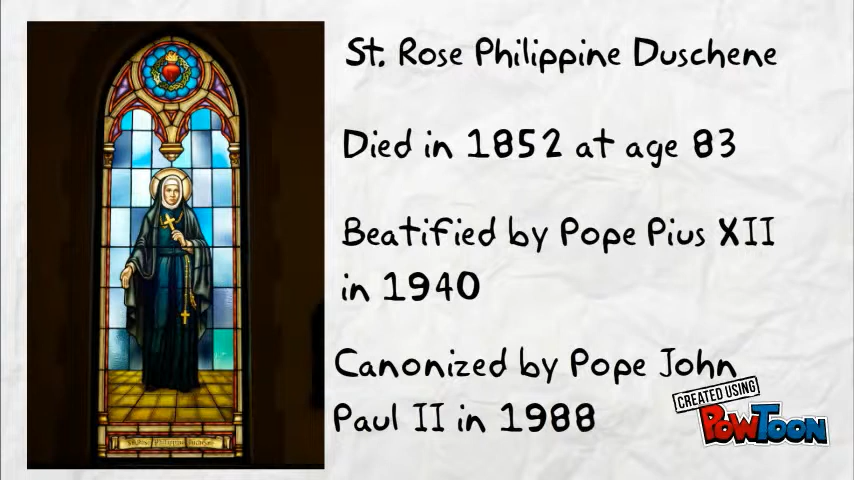 St. Rose Philippine Duschene
Died in 1852 at age 83
Beatified by Pope Pius XII
in 1940
Canonized by Pope John
Paul II in 1988
CREATED USING
POWTOON